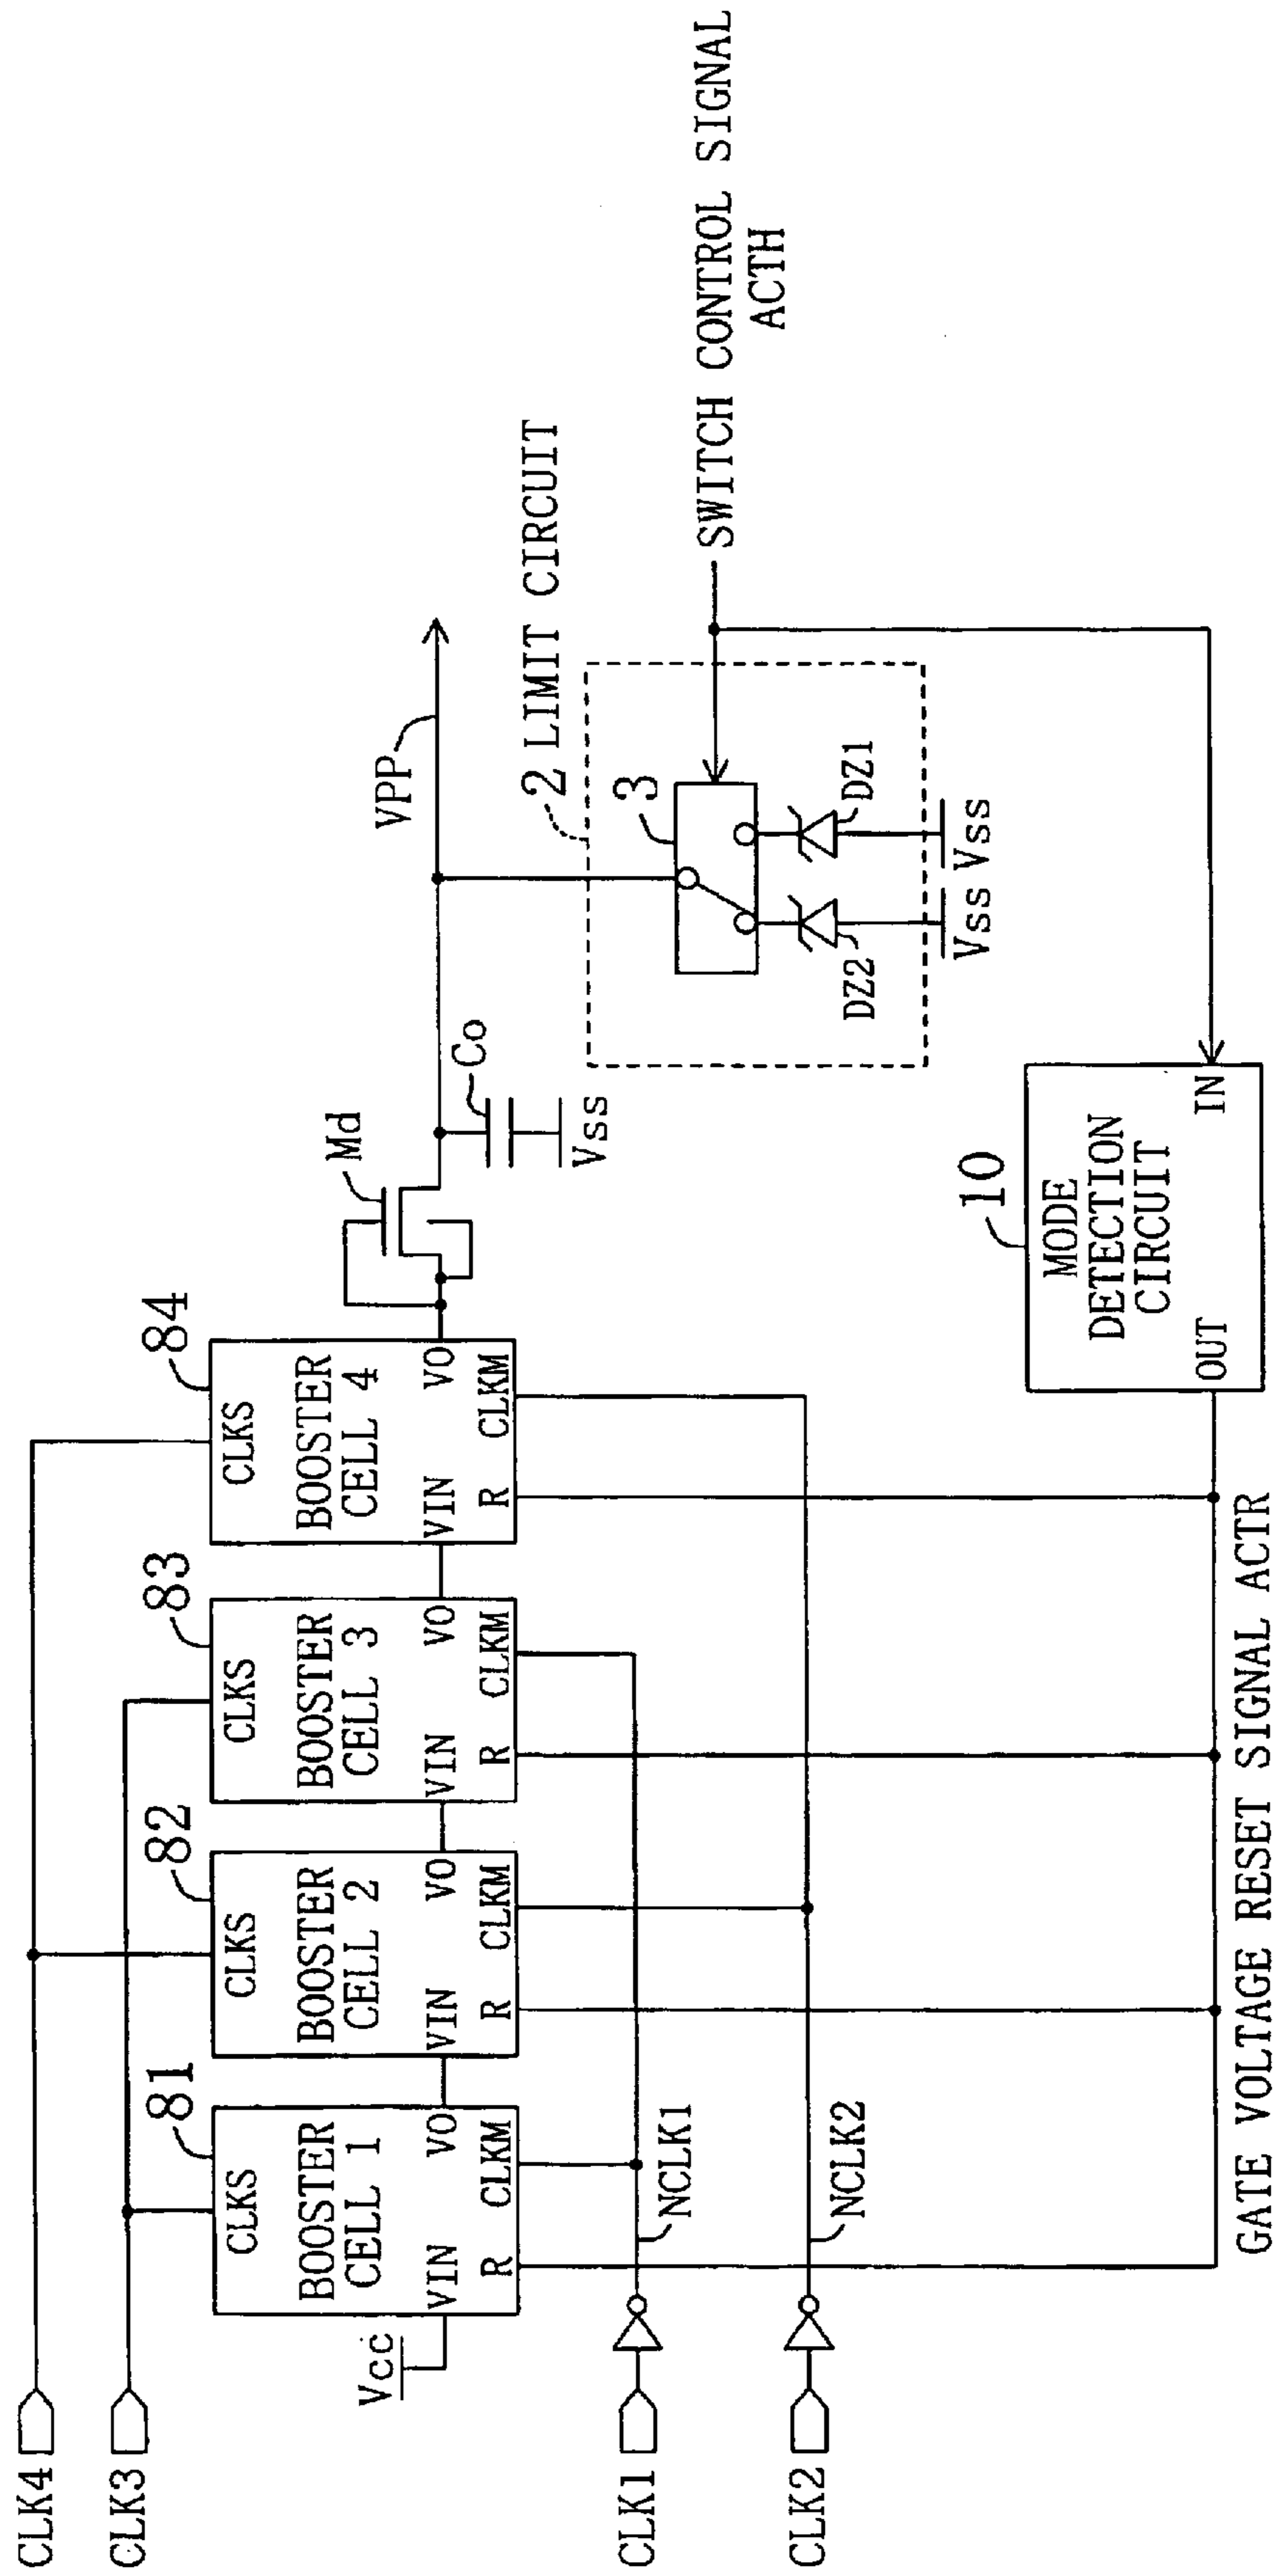 CLK4
CLK3
81
82
83
84
CLKS
BOOSTER
CELL 1
VIN
VO
R
CLKM
CLKS
BOOSTER
CELL 2
VIN
VO
R
CLKM
CLKS
BOOSTER
CELL 3
VIN
VO
R
CLKM
CLKS
BOOSTER
CELL 4
VIN
VO
R
CLKM
Vcc
Md
Co
Vss
VPP
2 LIMIT CIRCUIT
3
DZ2
DZ1
Vss
Vss
SWITCH CONTROL SIGNAL
ACTH
CLK1
NCLK1
CLK2
NCLK2
10
MODE
DETECTION
CIRCUIT
OUT
IN
GATE VOLTAGE RESET SIGNAL ACTR